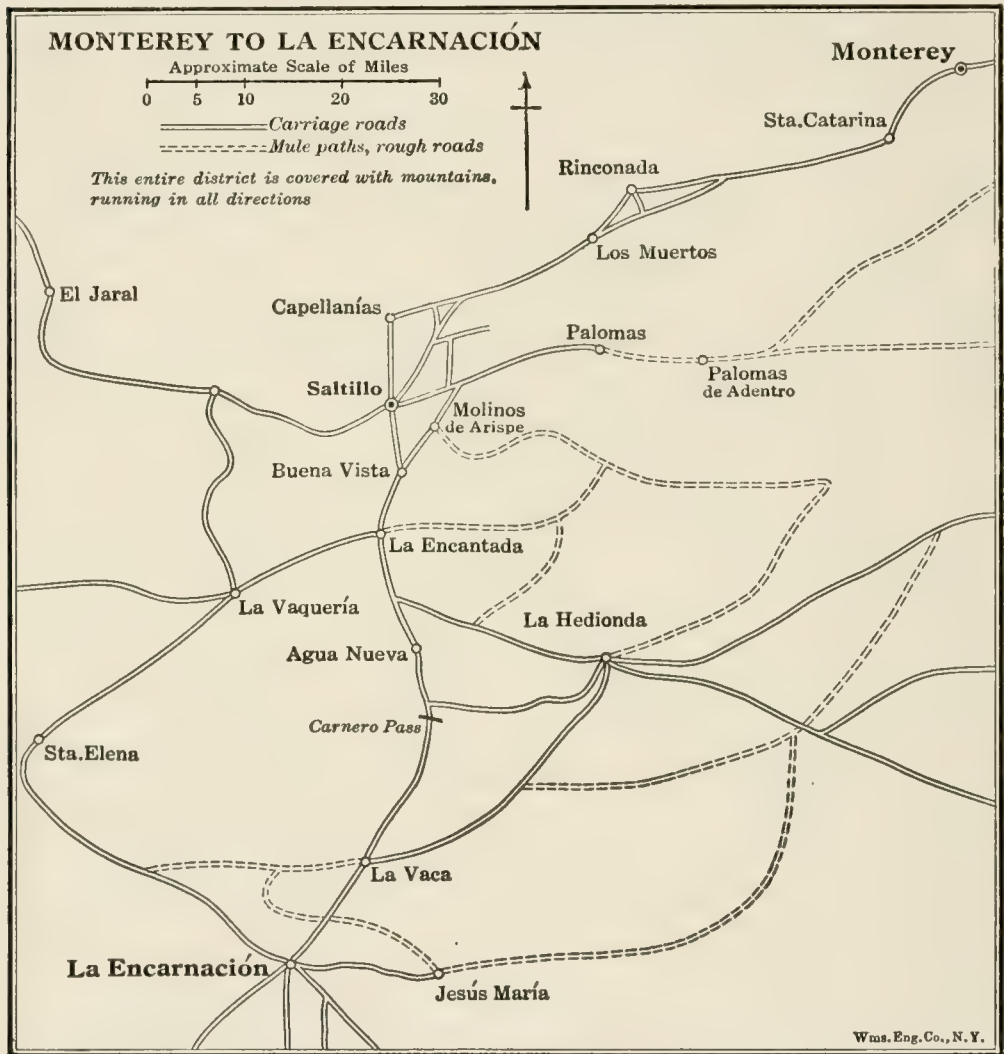 MONTEREY TO LA ENCARNACIÓN
Approximate Scale of Miles
0 5 10 20 30
Carriage roads
Mule paths, rough roads
This entire district is covered with mountains,
running in all directions
Monterey
Sta.Catarina
Rinconada
Los Muertos
El Jaral
Capellanías
Palomas
Palomas
de Adentro
Saltillo
Molinos
de Arispe
Buena Vista
La Encantada
La Vaquería
La Hedionda
Agua Nueva
Carnero Pass
Sta.Elena
La Vaca
La Encarnación
Jesús María
Wms.Eng.Co., N.Y.